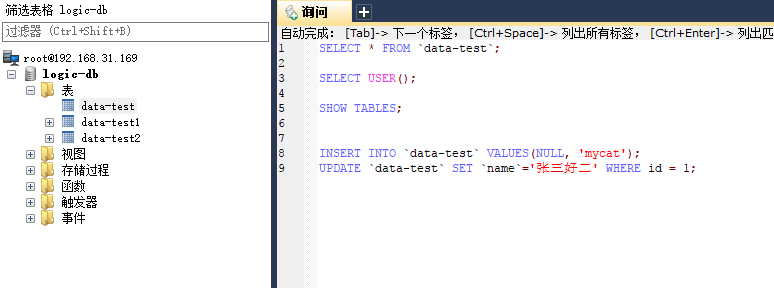 筛选表格 logic-db
过滤器 (Ctrl+Shift+B)
root@192.168.31.169
logic-db
表
data-test
data-test1
data-test2
视图
存储过程
函数
触发器
事件
询问
自动完成: [Tab]-> 下一个标签, [Ctrl+Space]-> 列出所有标签, [Ctrl+Enter]-> 列出匹
1 SELECT * FROM `data-test`;
2
3 SELECT USER();
4
5 SHOW TABLES;
6
7
8 INSERT INTO `data-test` VALUES(NULL, 'mycat');
9 UPDATE `data-test` SET `name`='张三好二' WHERE id = 1;